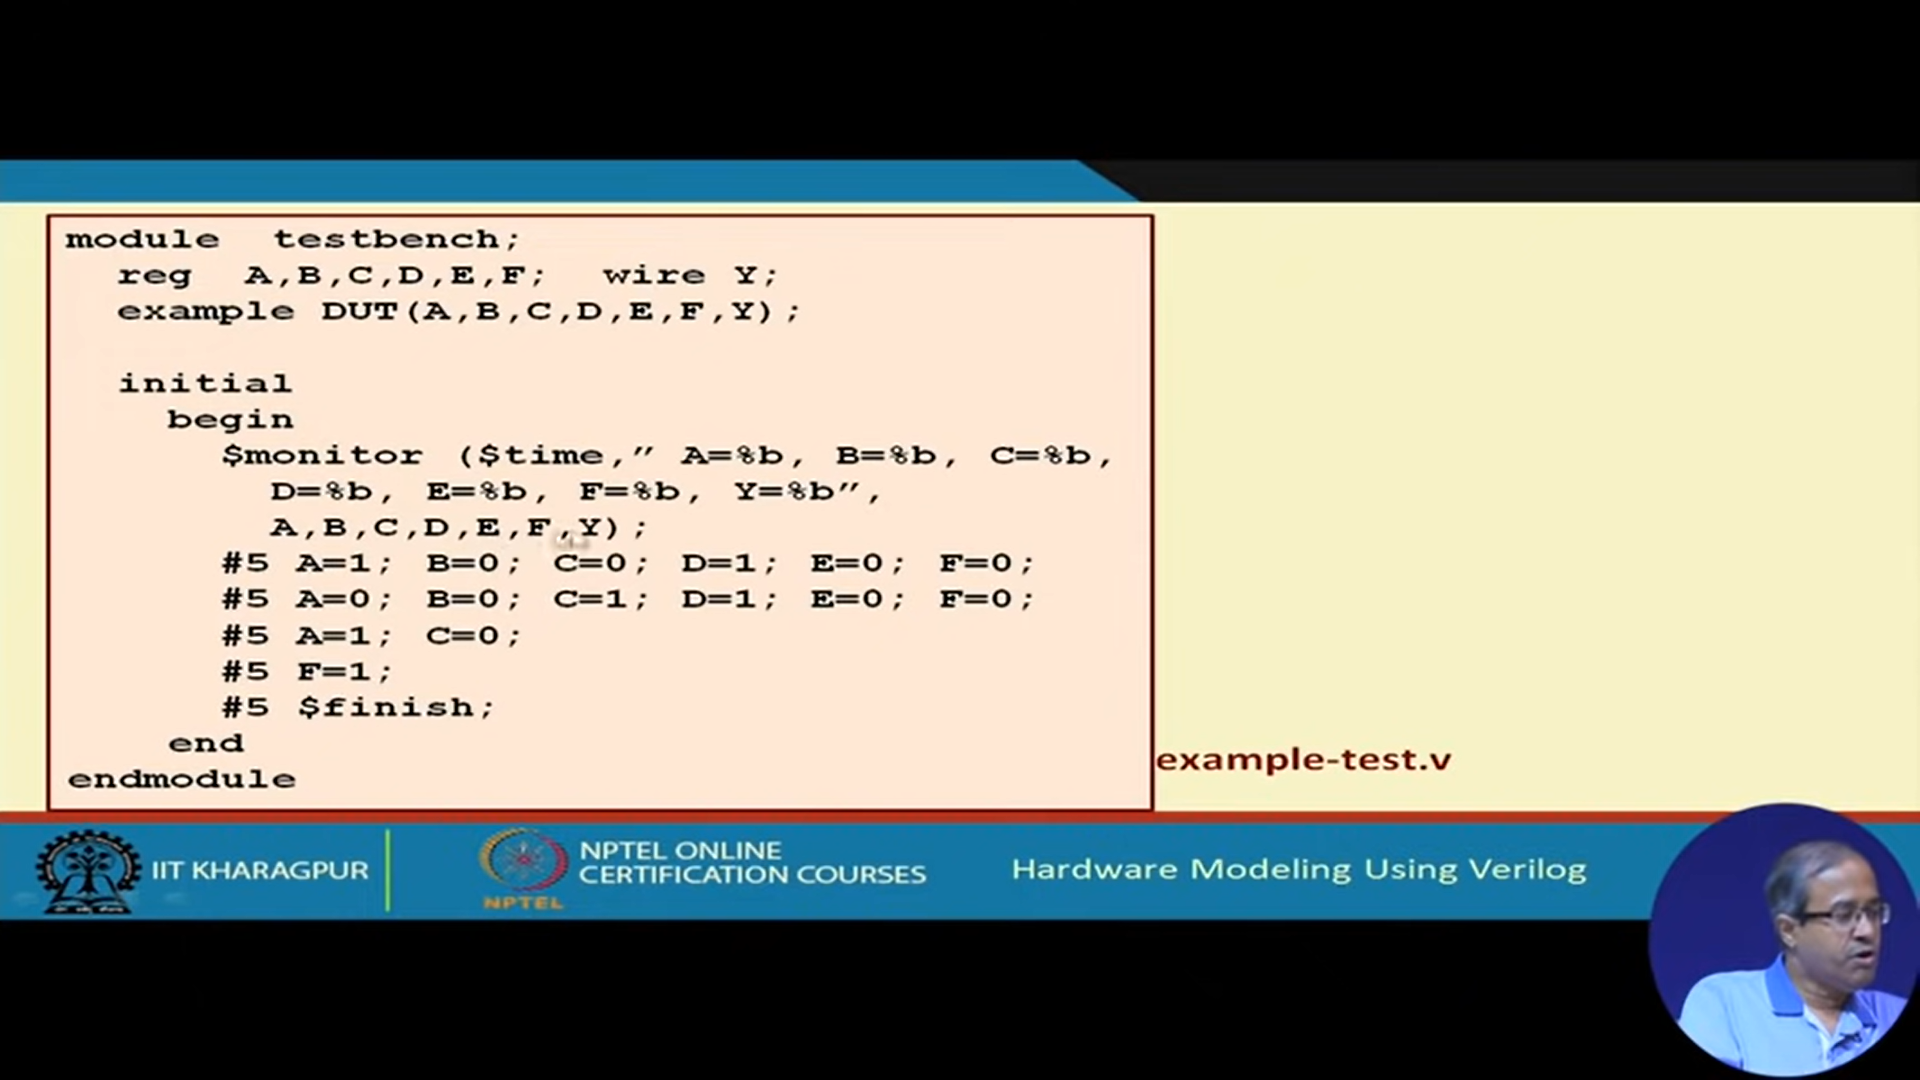 module testbench;
reg A,B,C,D,E,F; wire Y;
example DUT(A,B,C,D,E,F,Y);
initial
begin
$monitor ($time,” A=%b, B=%b, C=%b,
D=%b, E=%b, F=%b, Y=%b”,
A,B,C,D,E,F,Y);
#5 A=1; B=0; C=0; D=1; E=0; F=0;
#5 A=0; B=0; C=1; D=1; E=0; F=0;
#5 A=1; C=0;
#5 F=1;
#5 $finish;
end
endmodule
example-test.v
IIT KHARAGPUR
NPTEL
NPTEL ONLINE
CERTIFICATION COURSES
Hardware Modeling Using Verilog